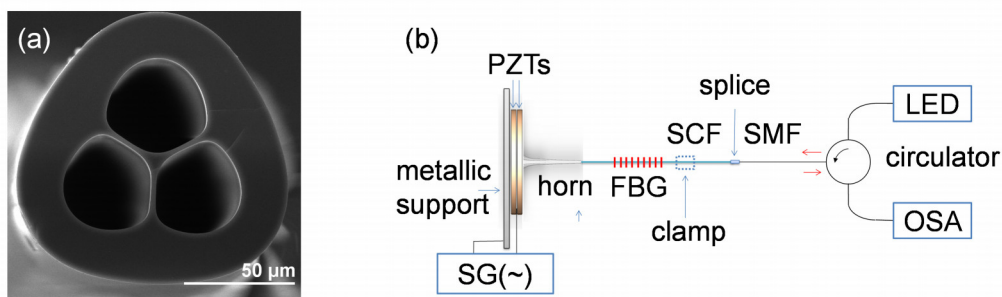 (a)
50 µm
(b)
PZTs
splice
LED
SCF
SMF
metallic
support
horn
FBG
circulator
clamp
OSA
SG(~)